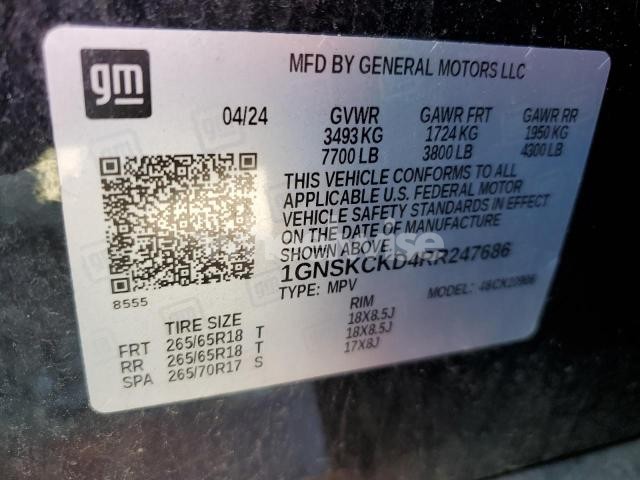 gm
MFD BY GENERAL MOTORS LLC
04/24 GVWR GAWR FRT GAWR RR
3493 KG 1724 KG 1950 KG
7700 LB 3800 LB 4300 LB
THIS VEHICLE CONFORMS TO ALL
APPLICABLE U.S. FEDERAL MOTOR
VEHICLE SAFETY STANDARDS IN EFFECT
ON THE DATE OF MANUFACTURE
SHOWN ABOVE.
1GNSKCKD4RR247686
TYPE: MPV MODEL:
8555
TIRE SIZE RIM
FRT 265/65R18 T 18X8.5J
RR 265/65R18 T 18X8.5J
SPA 265/70R17 S 17X8J